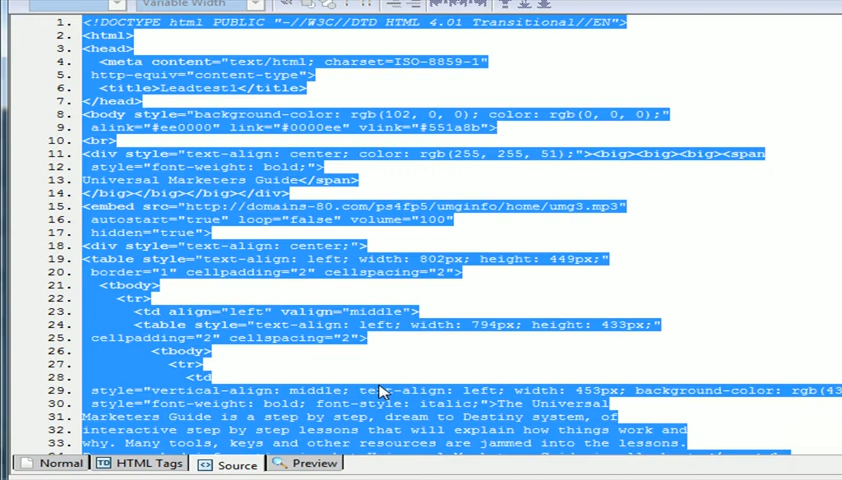 Variable Width
1. <!DOCTYPE html PUBLIC "-//W3C//DTD HTML 4.01 Transitional//EN">
2. <html>
3. <head>
4. <meta content="text/html; charset=ISO-8859-1"
5. http-equiv="content-type">
6. <title>Leadtest1</title>
7. </head>
8. <body style="background-color: rgb(102, 0, 0); color: rgb(0, 0, 0);"
9. alink="#ee0000" link="#0000ee" vlink="#551a8b">
10. <br>
11. <div style="text-align: center; color: rgb(255, 255, 51);"><big><big><big><span
12. style="font-weight: bold;">
13. Universal Marketers Guide</span>
14. </big></big></big></div>
15. <embed src="http://domains-80.com/ps4fp5/umginfo/home/umg3.mp3"
16. autostart="true" loop="false" volume="100"
17. hidden="true">
18. <div style="text-align: center;">
19. <table style="text-align: left; width: 802px; height: 449px;"
20. border="1" cellpadding="2" cellspacing="2">
21. <tbody>
22. <tr>
23. <td align="left" valign="middle">
24. <table style="text-align: left; width: 794px; height: 433px;"
25. cellpadding="2" cellspacing="2">
26. <tbody>
27. <tr>
28. <td
29. style="vertical-align: middle; text-align: left; width: 453px; background-color: rgb(43
30. style="font-weight: bold; font-style: italic;">The Universal
31. Marketers Guide is a step by step, dream to Destiny system, of
32. interactive step by step lessons that will explain how things work and
33. why. Many tools, keys and other resources are jammed into the lessons.
Normal HTML Tags Source Preview